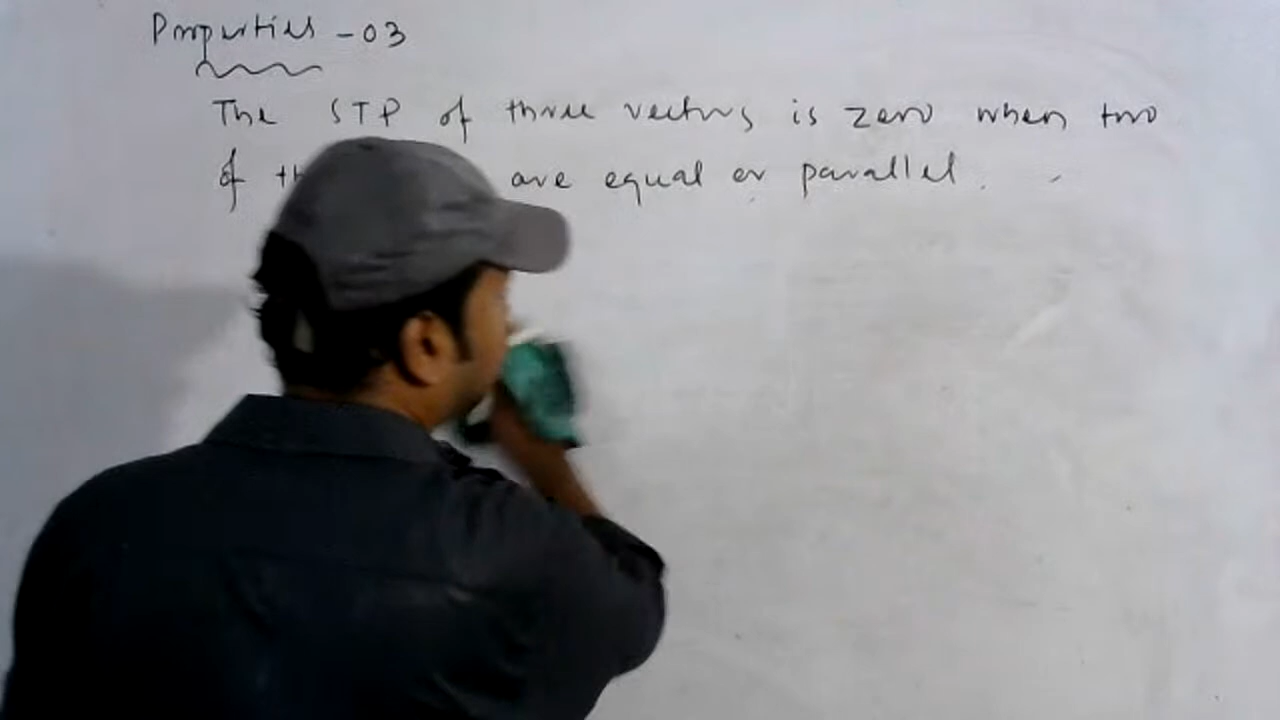 Properties - 03
The STP of three vectors is zero when two
of are equal or parallel.